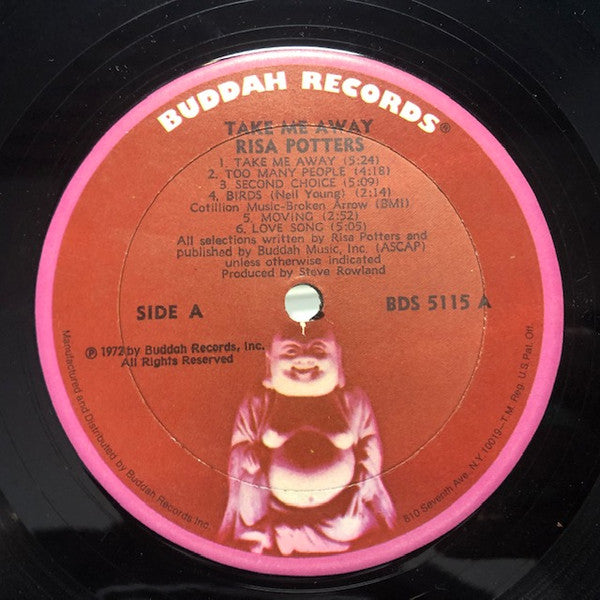 BUDDAH RECORDS®
TAKE ME AWAY
RISA POTTERS
1. TAKE ME AWAY (5:24)
2. TOO MANY PEOPLE (4:18)
3. SECOND CHOICE (5:09)
4. BIRDS (Neil Young) (2:14)
Cotillion Music-Broken Arrow (BMI)
5. MOVING (2:52)
6. LOVE SONG (5:05)
All selections written by Risa Potters and
published by Buddah Music, Inc. (ASCAP)
unless otherwise indicated
Produced by Steve Rowland
SIDE A
BDS 5115 A
℗ 1972 by Buddah Records, Inc.
All Rights Reserved
Manufactured and Distributed by Buddah Records Inc.
810 Seventh Ave. N.Y. 10019—T.M. Reg. U.S. Pat. Off.